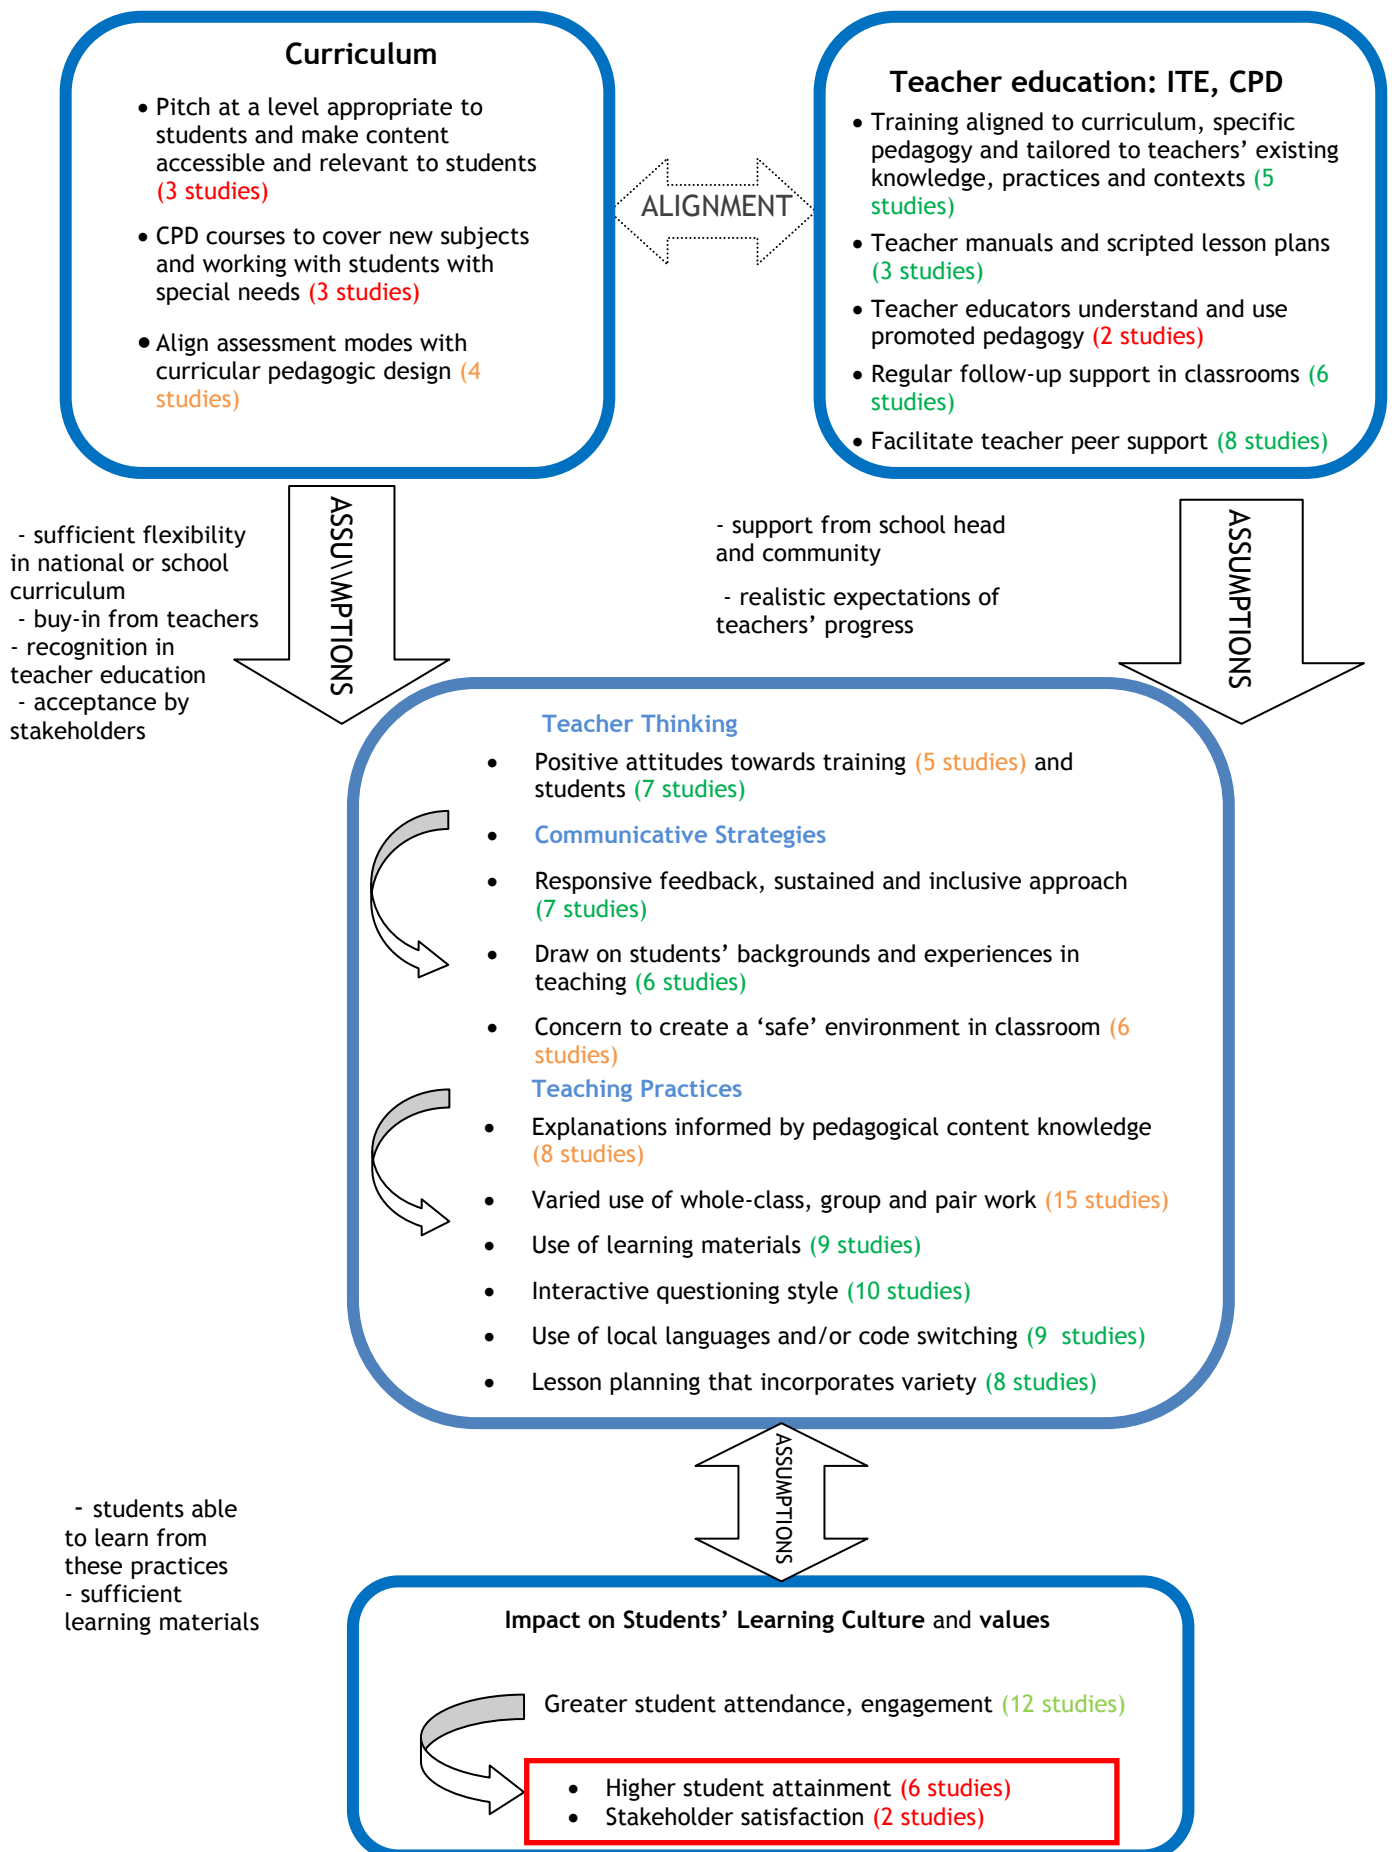 Curriculum
• Pitch at a level appropriate to
students and make content
accessible and relevant to students
(3 studies)
• CPD courses to cover new subjects
and working with students with
special needs (3 studies)
• Align assessment modes with
curricular pedagogic design (4
studies)
ALIGNMENT
Teacher education: ITE, CPD
• Training aligned to curriculum, specific
pedagogy and tailored to teachers’ existing
knowledge, practices and contexts (5
studies)
• Teacher manuals and scripted lesson plans
(3 studies)
• Teacher educators understand and use
promoted pedagogy (2 studies)
• Regular follow-up support in classrooms (6
studies)
• Facilitate teacher peer support (8 studies)
- sufficient flexibility
in national or school
curriculum
- buy-in from teachers
- recognition in
teacher education
- acceptance by
stakeholders
ASSU\\MPTIONS
- support from school head
and community
- realistic expectations of
teachers’ progress
ASSUMPTIONS
Teacher Thinking
• Positive attitudes towards training (5 studies) and
students (7 studies)
• Communicative Strategies
• Responsive feedback, sustained and inclusive approach
(7 studies)
• Draw on students’ backgrounds and experiences in
teaching (6 studies)
• Concern to create a ‘safe’ environment in classroom (6
studies)
Teaching Practices
• Explanations informed by pedagogical content knowledge
(8 studies)
• Varied use of whole-class, group and pair work (15 studies)
• Use of learning materials (9 studies)
• Interactive questioning style (10 studies)
• Use of local languages and/or code switching (9 studies)
• Lesson planning that incorporates variety (8 studies)
ASSUMPTIONS
- students able
to learn from
these practices
- sufficient
learning materials
Impact on Students’ Learning Culture and values
Greater student attendance, engagement (12 studies)
• Higher student attainment (6 studies)
• Stakeholder satisfaction (2 studies)